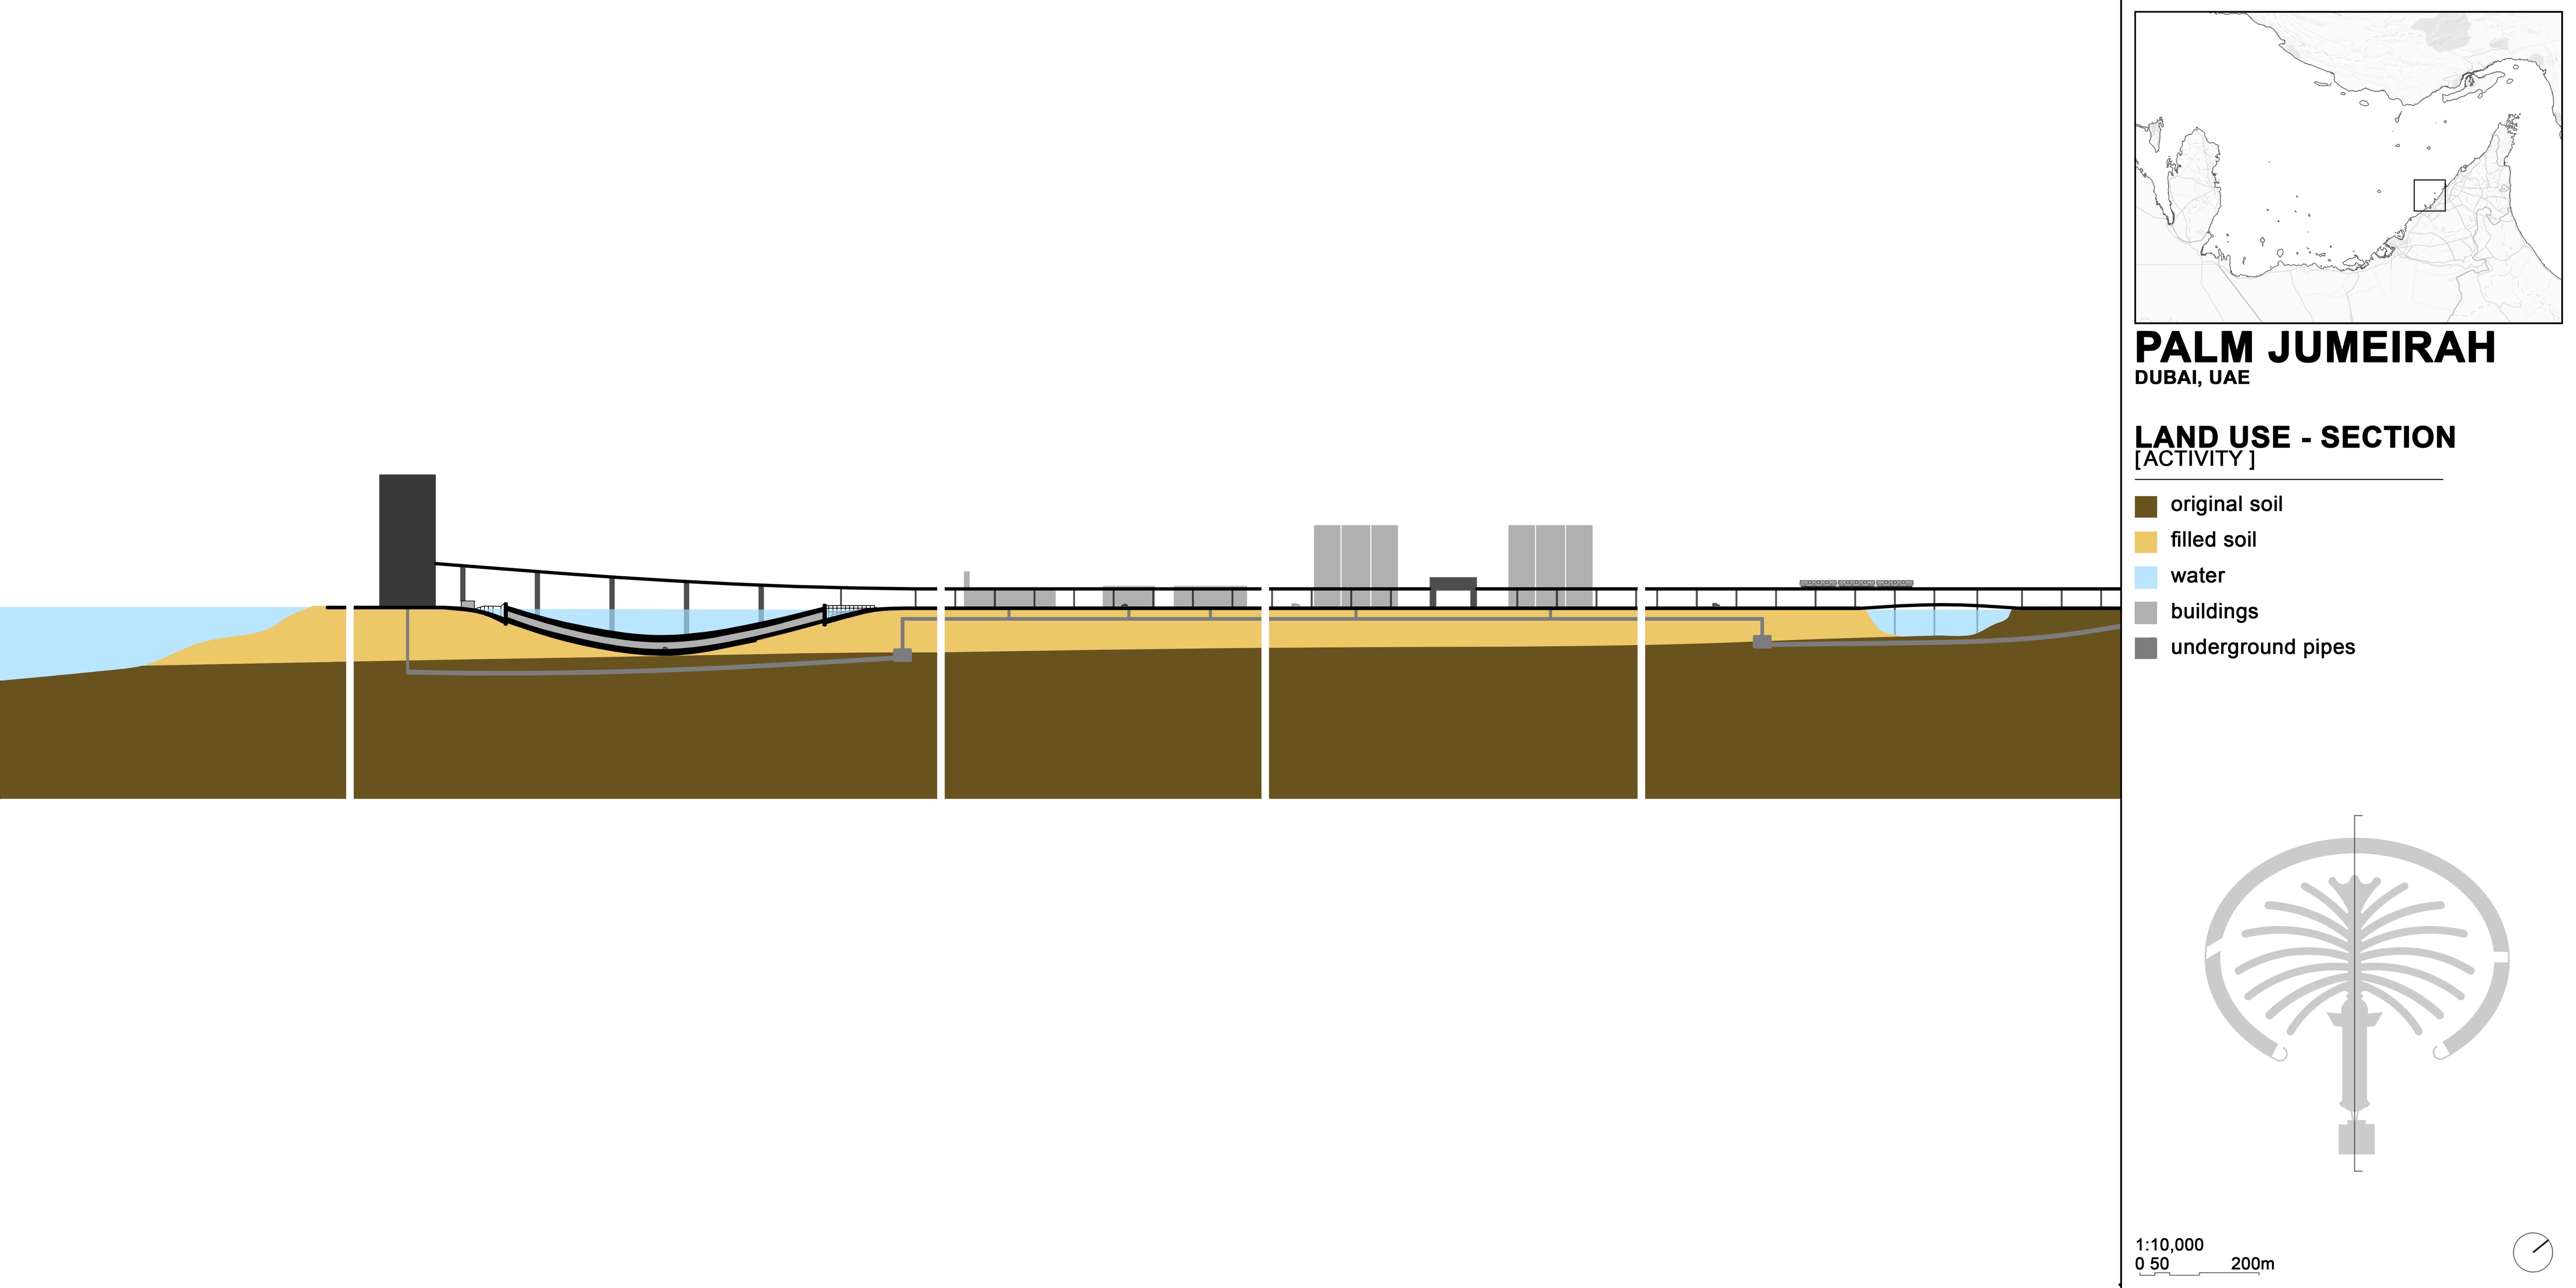 PALM JUMEIRAH
DUBAI, UAE
LAND USE - SECTION
[ ACTIVITY ]
original soil
filled soil
water
buildings
underground pipes
1:10,000
0 50 200m